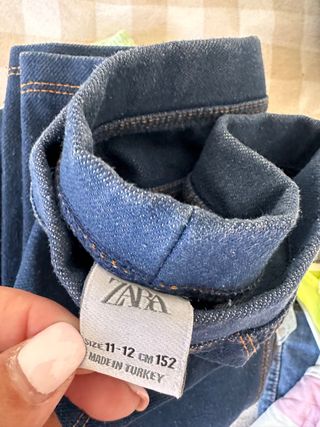 ZARA
SIZE 11-12 CM 152
MADE IN TURKEY